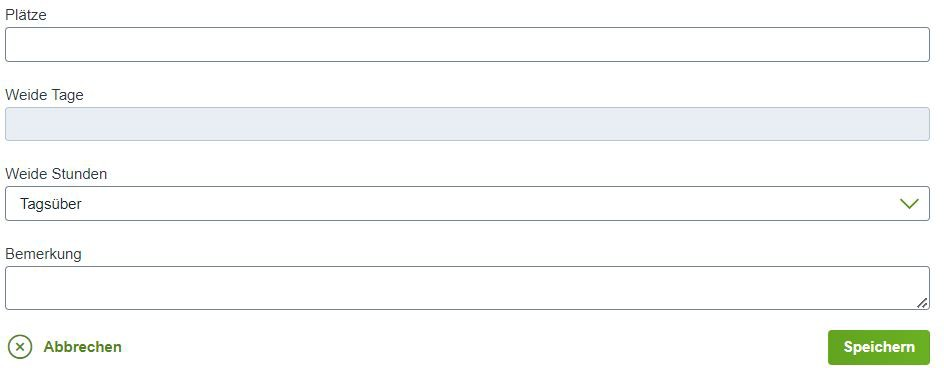 Plätze
Weide Tage
Weide Stunden
Tagsüber
Bemerkung
Abbrechen
Speichern